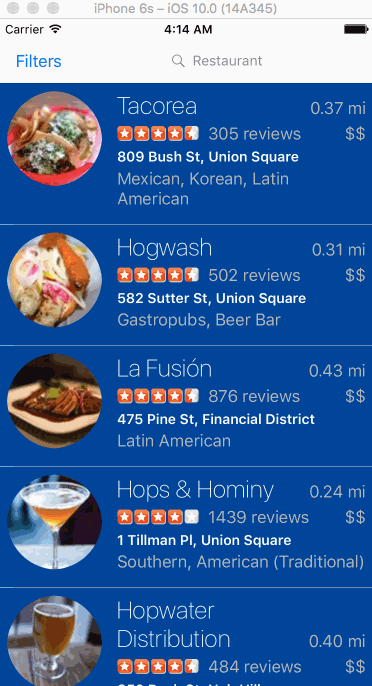 iPhone 6s – iOS 10.0 (14A345)
Carrier 4:14 AM
Filters Restaurant
Tacorea 0.37 mi
305 reviews $$
809 Bush St, Union Square
Mexican, Korean, Latin
American
Hogwash 0.31 mi
502 reviews $$
582 Sutter St, Union Square
Gastropubs, Beer Bar
La Fusión 0.43 mi
876 reviews $$
475 Pine St, Financial District
Latin American
Hops & Hominy 0.24 mi
1439 reviews $$
1 Tillman Pl, Union Square
Southern, American (Traditional)
Hopwater
Distribution 0.40 mi
484 reviews $$